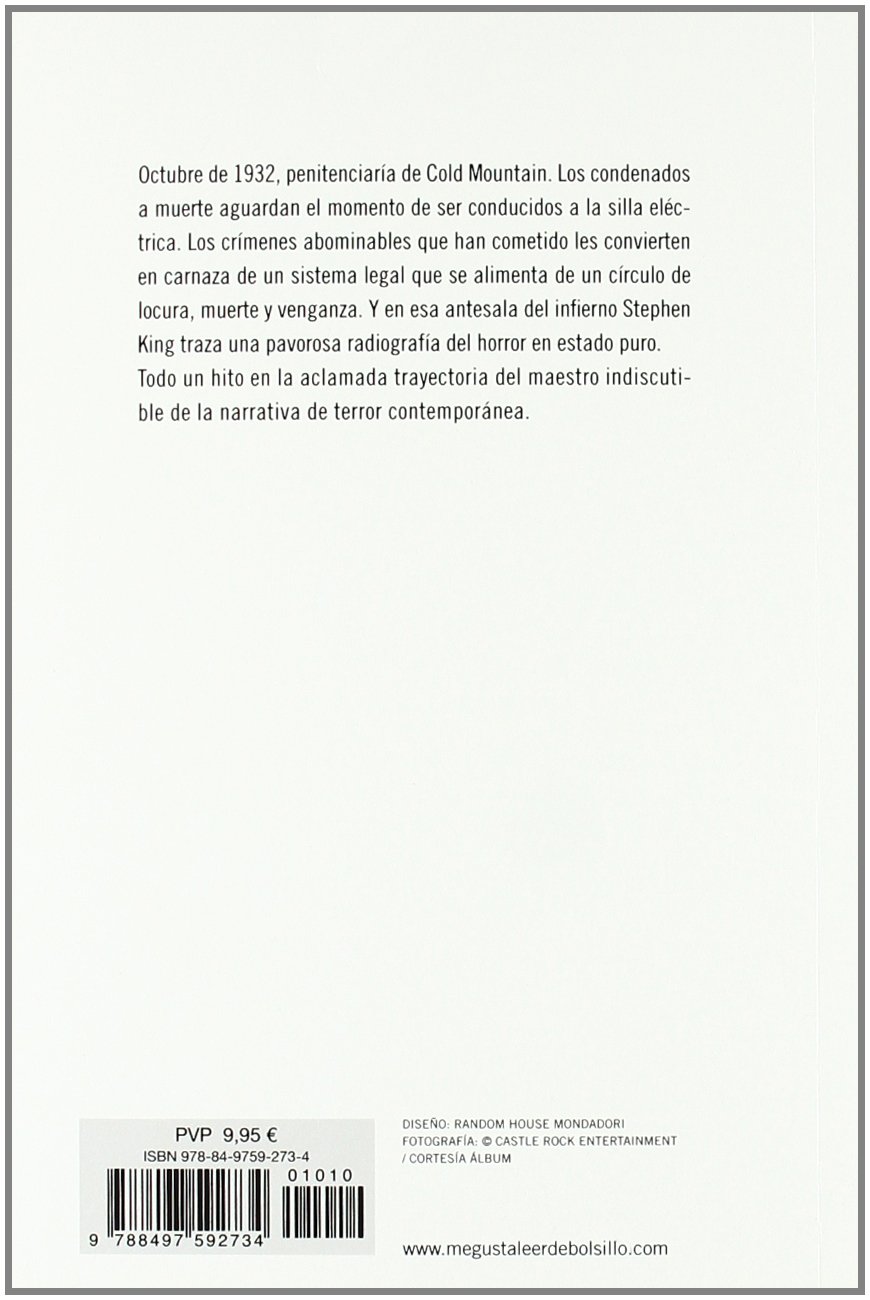 Octubre de 1932, penitenciaría de Cold Mountain. Los condenados
a muerte aguardan el momento de ser conducidos a la silla eléc-
trica. Los crímenes abominables que han cometido les convierten
en carnaza de un sistema legal que se alimenta de un círculo de
locura, muerte y venganza. Y en esa antesala del infierno Stephen
King traza una pavorosa radiografía del horror en estado puro.
Todo un hito en la aclamada trayectoria del maestro indiscuti-
ble de la narrativa de terror contemporánea.
PVP 9,95 €
ISBN 978-84-9759-273-4
01010
9 788497 592734
DISEÑO: RANDOM HOUSE MONDADORI
FOTOGRAFÍA: © CASTLE ROCK ENTERTAINMENT
/ CORTESÍA ÁLBUM
www.megustaleerdebolsillo.com